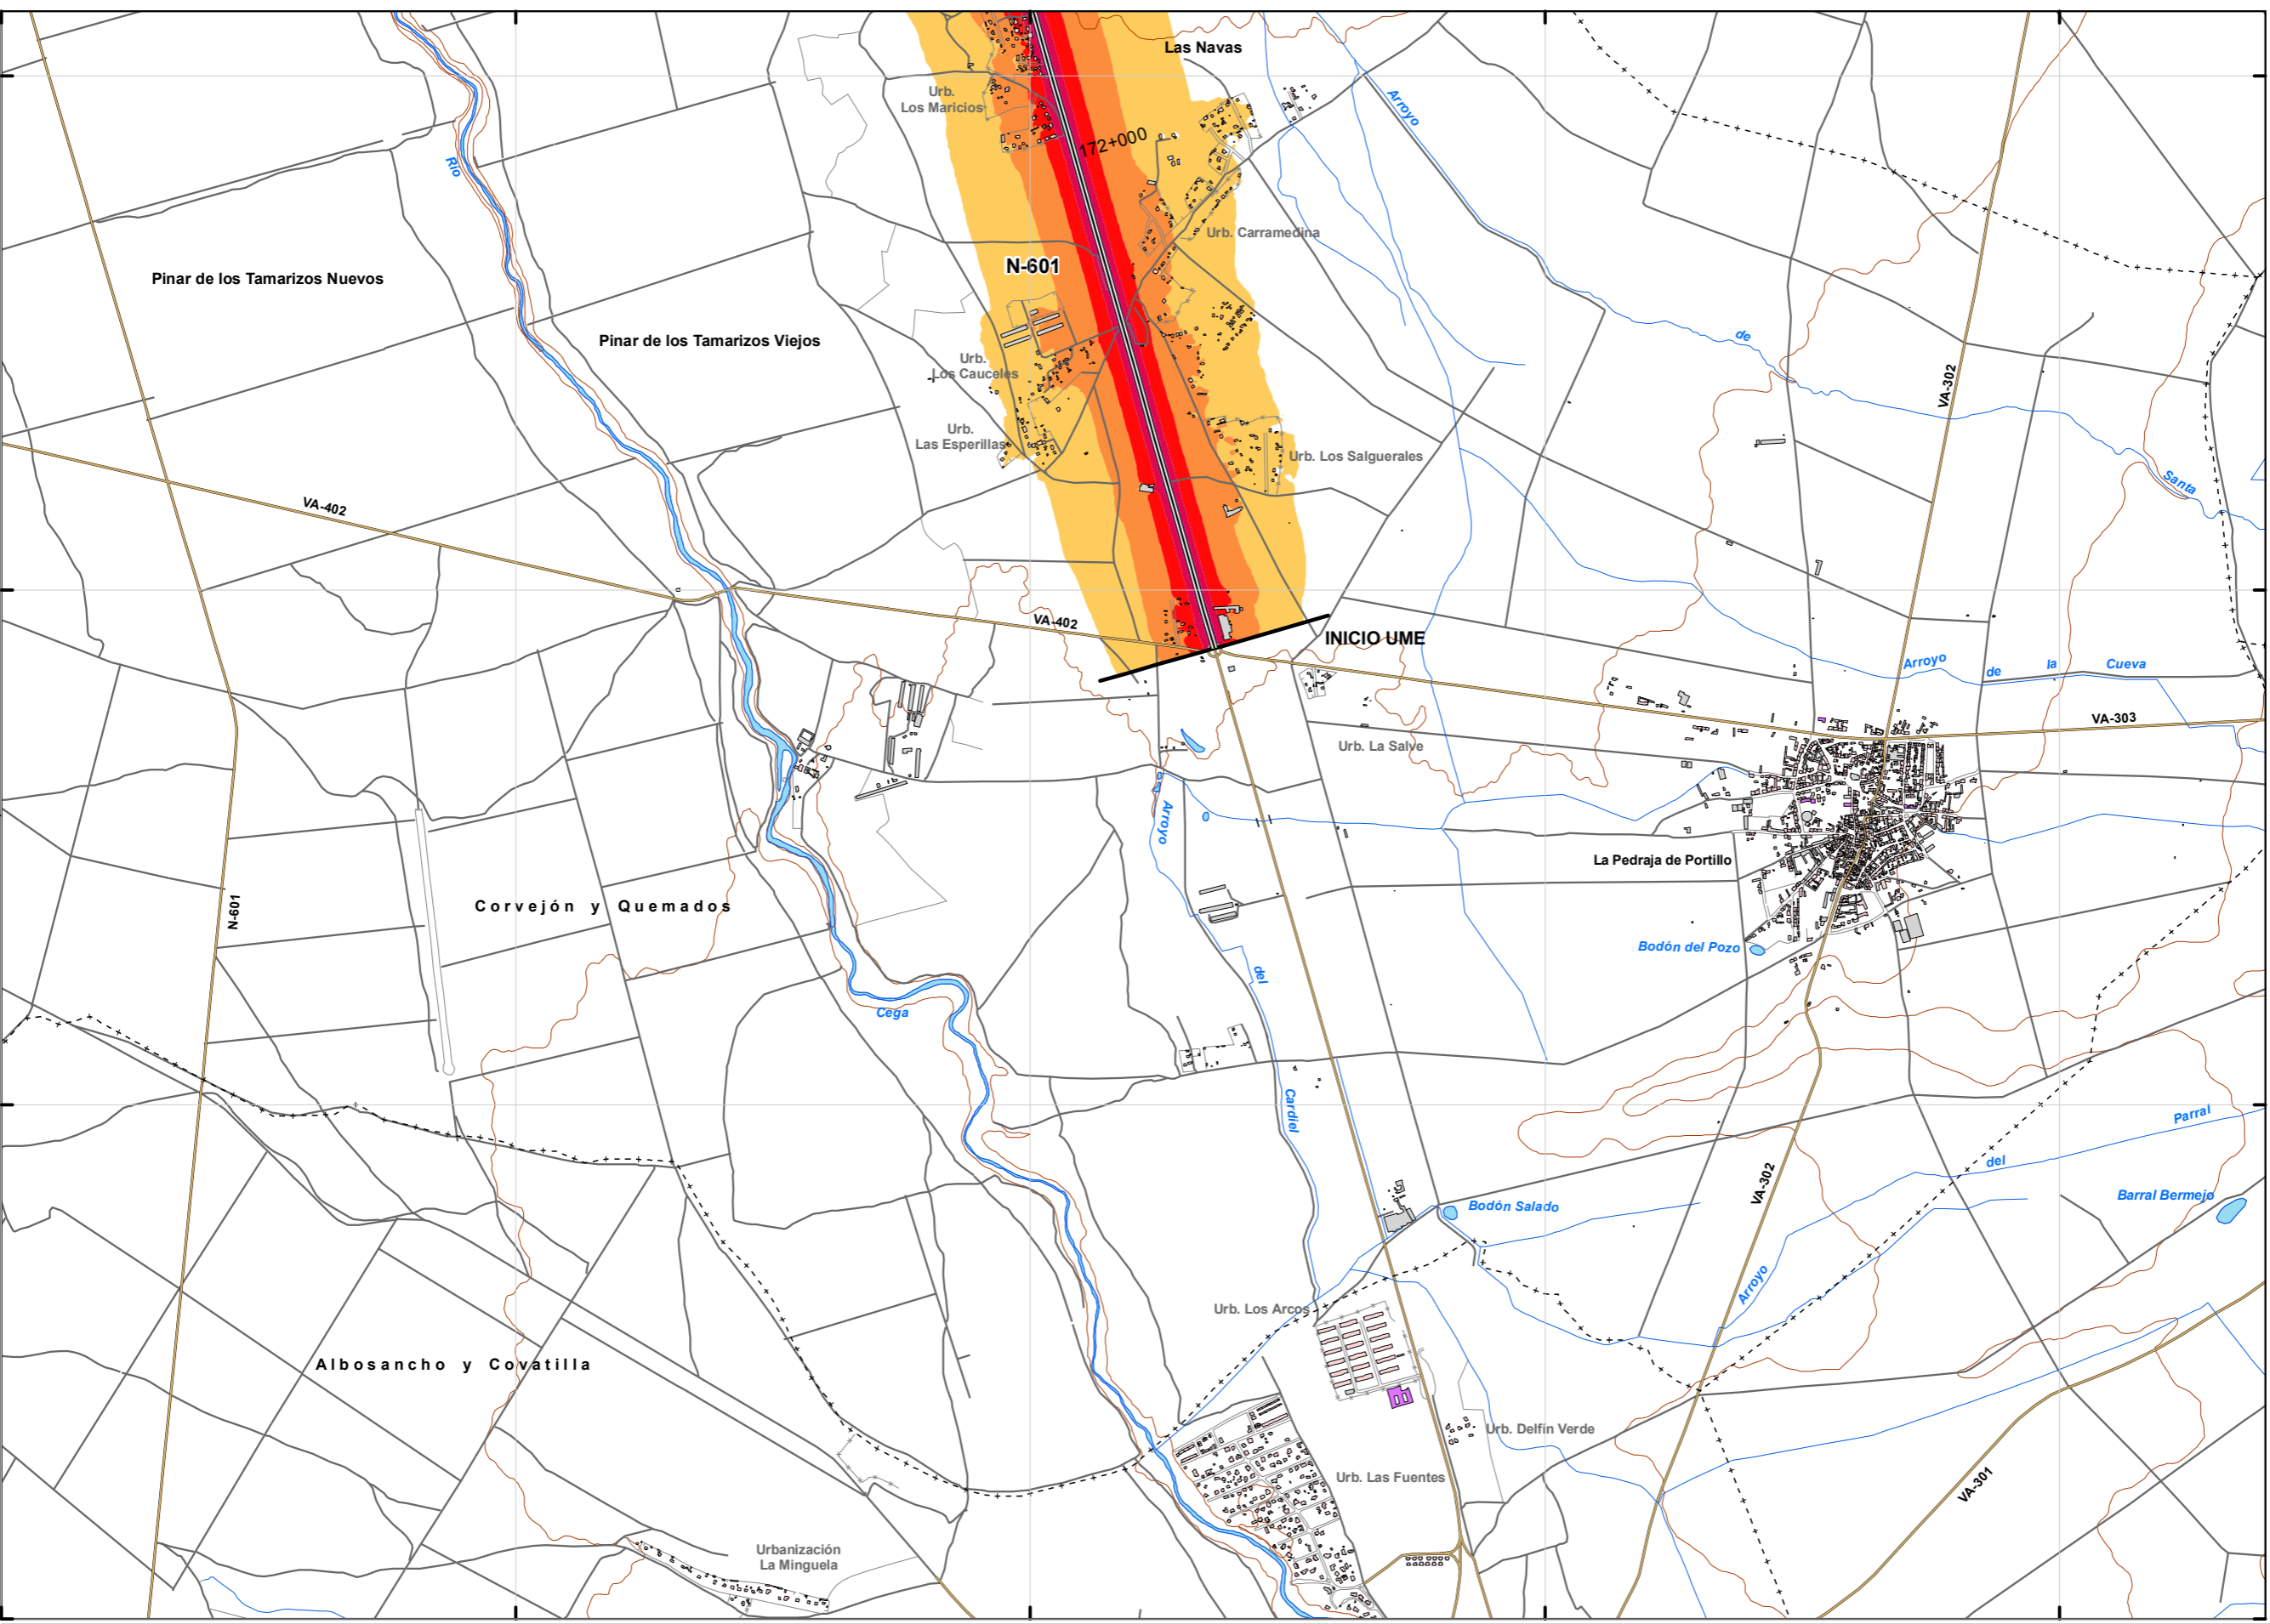 Las Navas
Urb.
Los Maricios
Arroyo
172+000
Río
Urb. Carramedina
N-601
Pinar de los Tamarizos Nuevos
de
Pinar de los Tamarizos Viejos
Urb.
Los Cauceles
VA-302
Urb.
Las Esperillas
Urb. Los Salguerales
Santa
VA-402
VA-402
INICIO UME
Arroyo
de
la
Cueva
VA-303
Urb. La Salve
Arroyo
La Pedraja de Portillo
N-601
Corvejón y Quemados
Bodón del Pozo
del
Cega
Cardiel
Parral
del
VA-302
Barral Bermejo
Bodón Salado
Arroyo
Urb. Los Arcos
Albosancho y Covatilla
Urb. Delfín Verde
Urb. Las Fuentes
VA-301
Urbanización
La Minguela